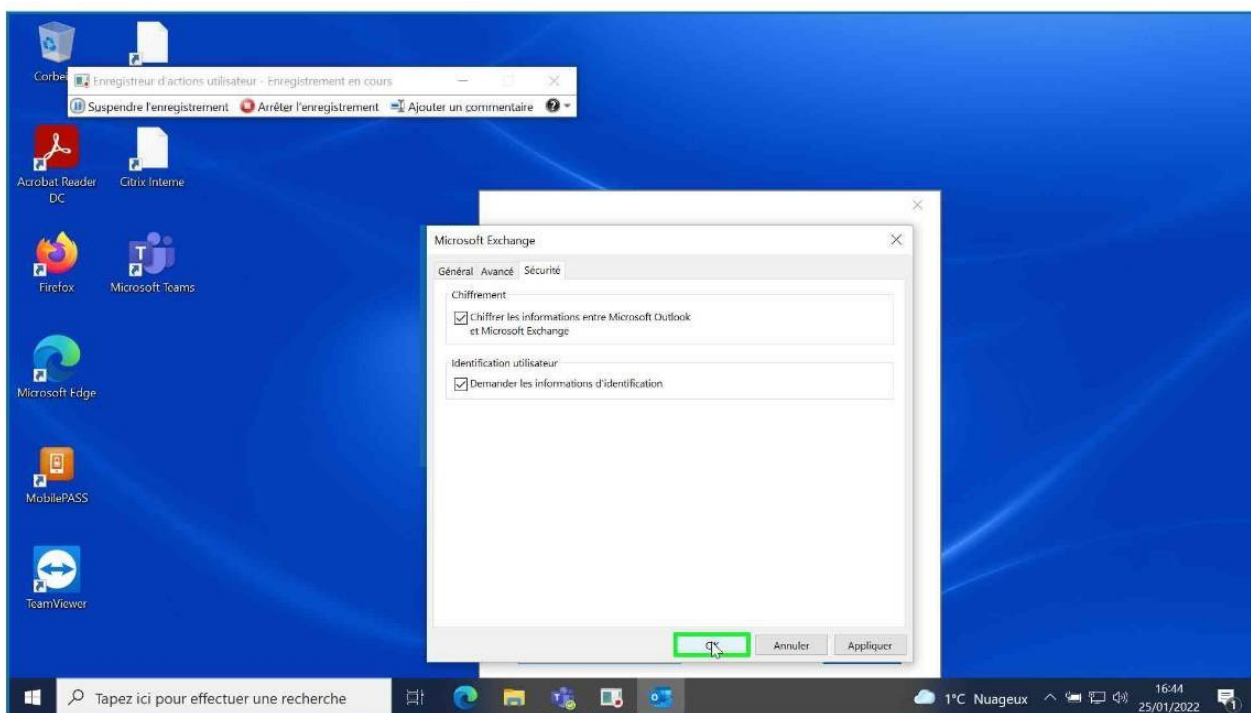 Corbei
Enregistreur d'actions utilisateur - Enregistrement en cours
Suspendre l'enregistrement Arrêter l'enregistrement Ajouter un commentaire
Acrobat Reader
DC
Citrix Interne
Firefox
Microsoft Teams
Microsoft Edge
MobilePASS
TeamViewer
Microsoft Exchange
Général Avancé Sécurité
Chiffrement
Chiffrer les informations entre Microsoft Outlook
et Microsoft Exchange
Identification utilisateur
Demander les informations d'identification
OK Annuler Appliquer
Tapez ici pour effectuer une recherche
1°C Nuageux
16:44
25/01/2022
1